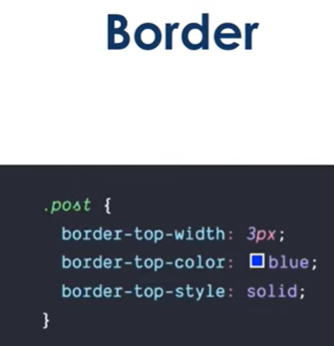 Border
.post {
border-top-width: 3px;
border-top-color: blue;
border-top-style: solid;
}